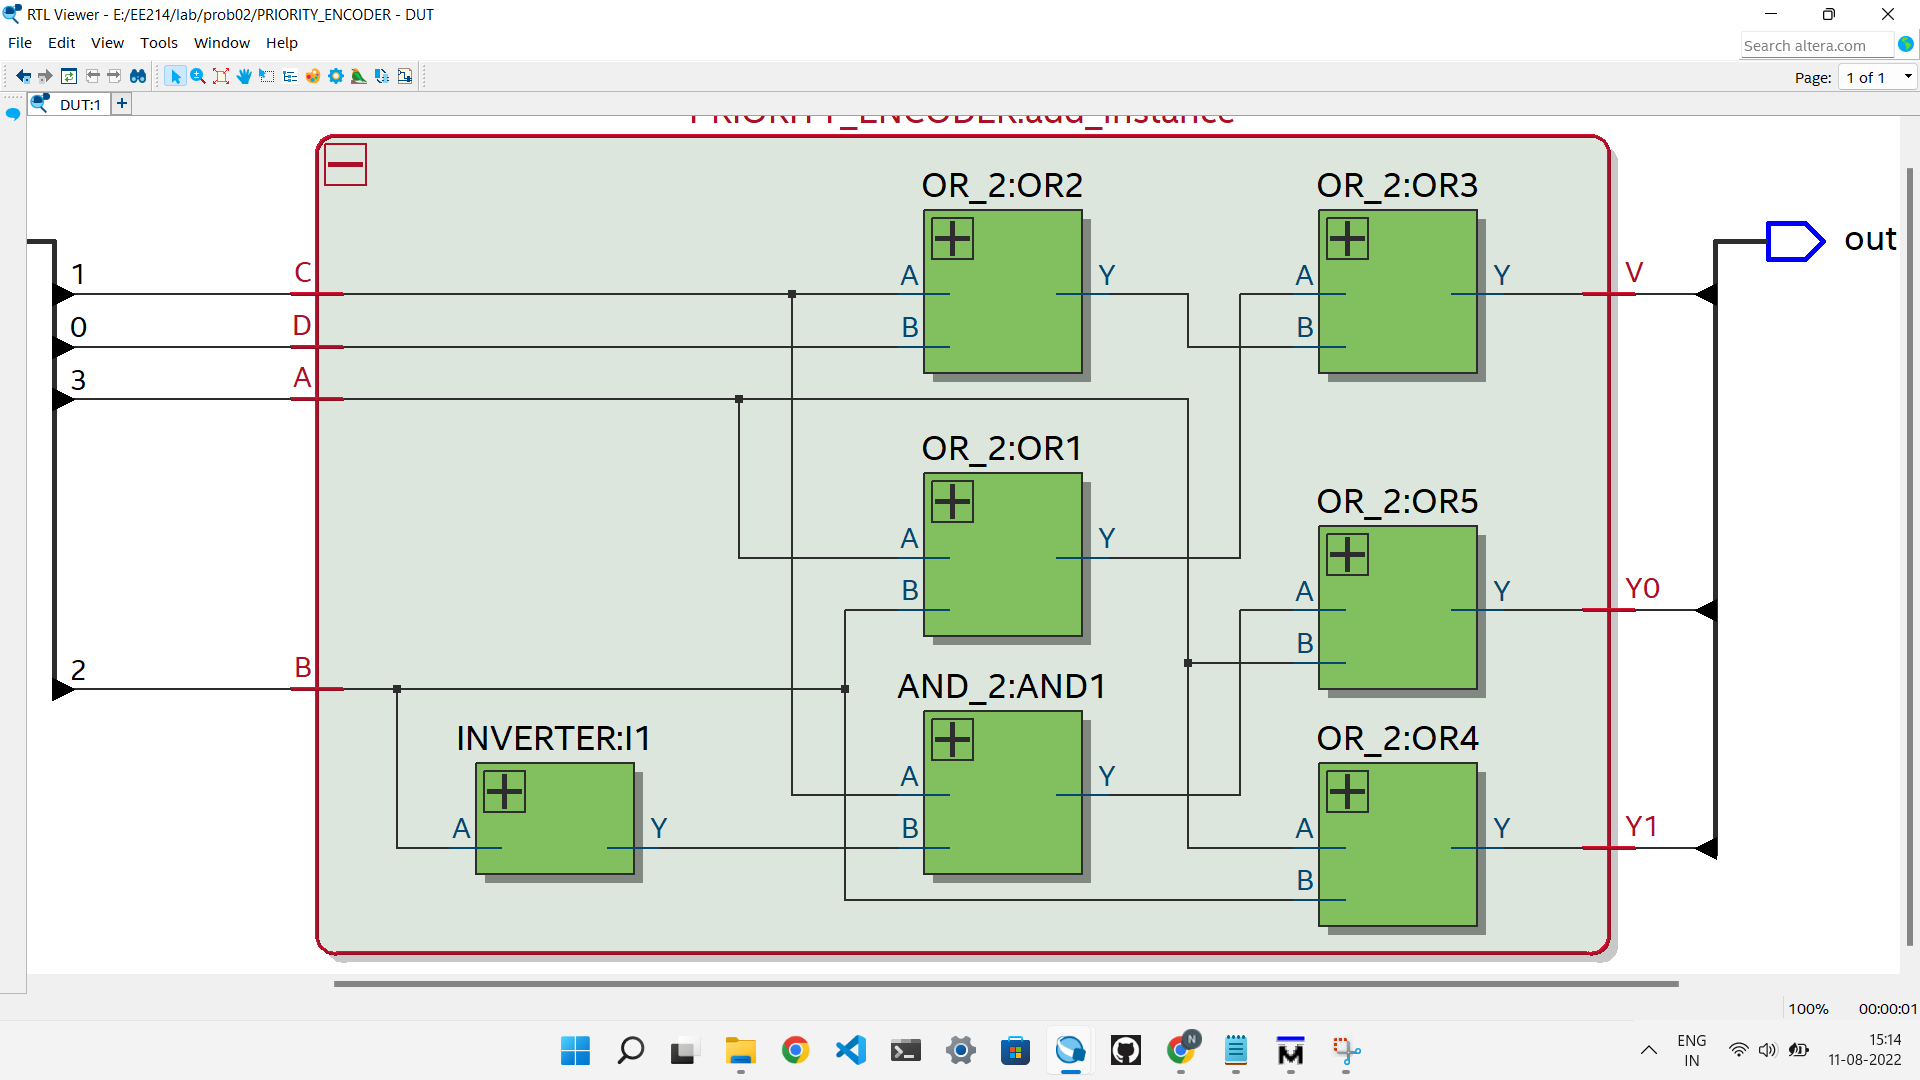 RTL Viewer - E:/EE214/lab/prob02/PRIORITY_ENCODER - DUT
File Edit View Tools Window Help
Search altera.com
Page: 1 of 1
DUT:1
PRIORITY_ENCODER:add_instance
OR_2:OR2 OR_2:OR3
out
1 C A Y A Y V
0 D B B
3 A
OR_2:OR1
OR_2:OR5
A Y
B A Y Y0
B
2 B AND_2:AND1
INVERTER:I1 OR_2:OR4
A Y
A Y B A Y Y1
B
100% 00:00:01
N
ENG
IN
15:14
11-08-2022